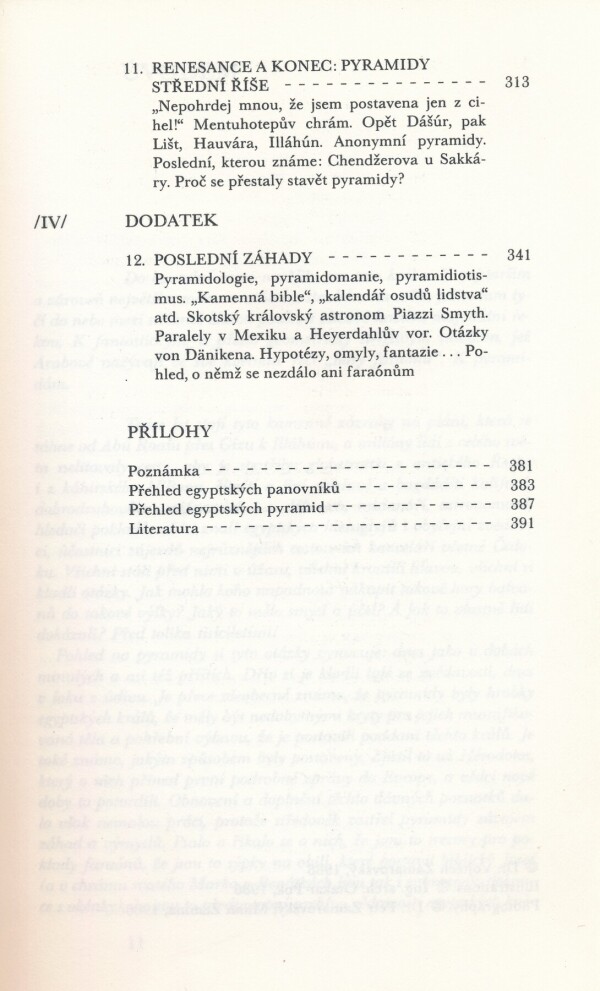 11. RENESANCE A KONEC: PYRAMIDY
STŘEDNÍ ŘÍŠE - - - - - - - - - - - - - - - 313
„Nepohrdej mnou, že jsem postavena jen z ci-
hel!“ Mentuhotepův chrám. Opět Dášúr, pak
Lišt, Hauvára, Illáhún. Anonymní pyramidy.
Poslední, kterou známe: Chendžerova u Sakká-
ry. Proč se přestaly stavět pyramidy?
/IV/ DODATEK
12. POSLEDNÍ ZÁHADY - - - - - - - - - - - - 341
Pyramidologie, pyramidomanie, pyramidiotis-
mus. „Kamenná bible“, „kalendář osudů lidstva“
atd. Skotský královský astronom Piazzi Smyth.
Paralely v Mexiku a Heyerdahlův vor. Otázky
von Dänikena. Hypotézy, omyly, fantazie . . . Po-
hled, o němž se nezdálo ani faraónům
PŘÍLOHY
Poznámka - - - - - - - - - - - - - - - - - - - - - 381
Přehled egyptských panovníků - - - - - - - - - - - 383
Přehled egyptských pyramid - - - - - - - - - - - - 387
Literatura - - - - - - - - - - - - - - - - - - - - - 391